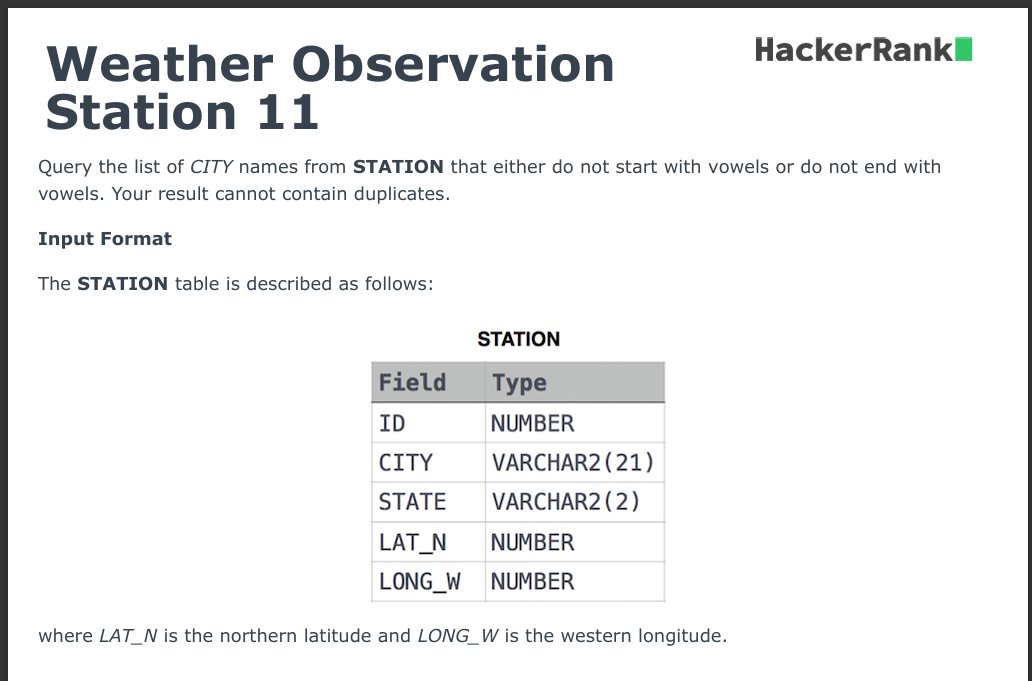 Weather Observation
Station 11
HackerRank
Query the list of CITY names from STATION that either do not start with vowels or do not end with
vowels. Your result cannot contain duplicates.
Input Format
The STATION table is described as follows:
STATION
Field Type
ID NUMBER
CITY VARCHAR2(21)
STATE VARCHAR2(2)
LAT_N NUMBER
LONG_W NUMBER
where LAT_N is the northern latitude and LONG_W is the western longitude.